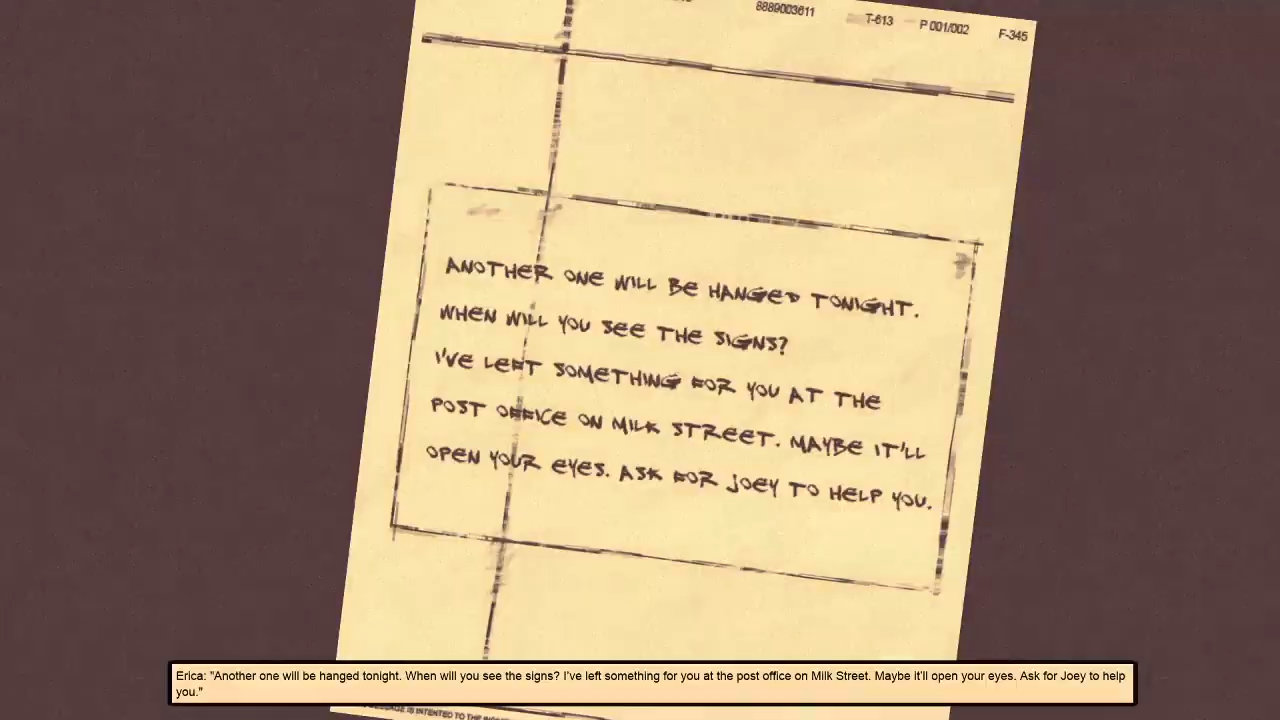 8889003611 T-613 P 001/002 F-345
ANOTHER ONE WILL BE HANGED TONIGHT.
WHEN WILL YOU SEE THE SIGNS?
I'VE LEFT SOMETHING FOR YOU AT THE
POST OFFICE ON MILK STREET. MAYBE IT'LL
OPEN YOUR EYES. ASK FOR JOEY TO HELP YOU.
Erica: "Another one will be hanged tonight. When will you see the signs? I've left something for you at the post office on Milk Street. Maybe it'll open your eyes. Ask for Joey to help
you."
IS INTENTED TO THE